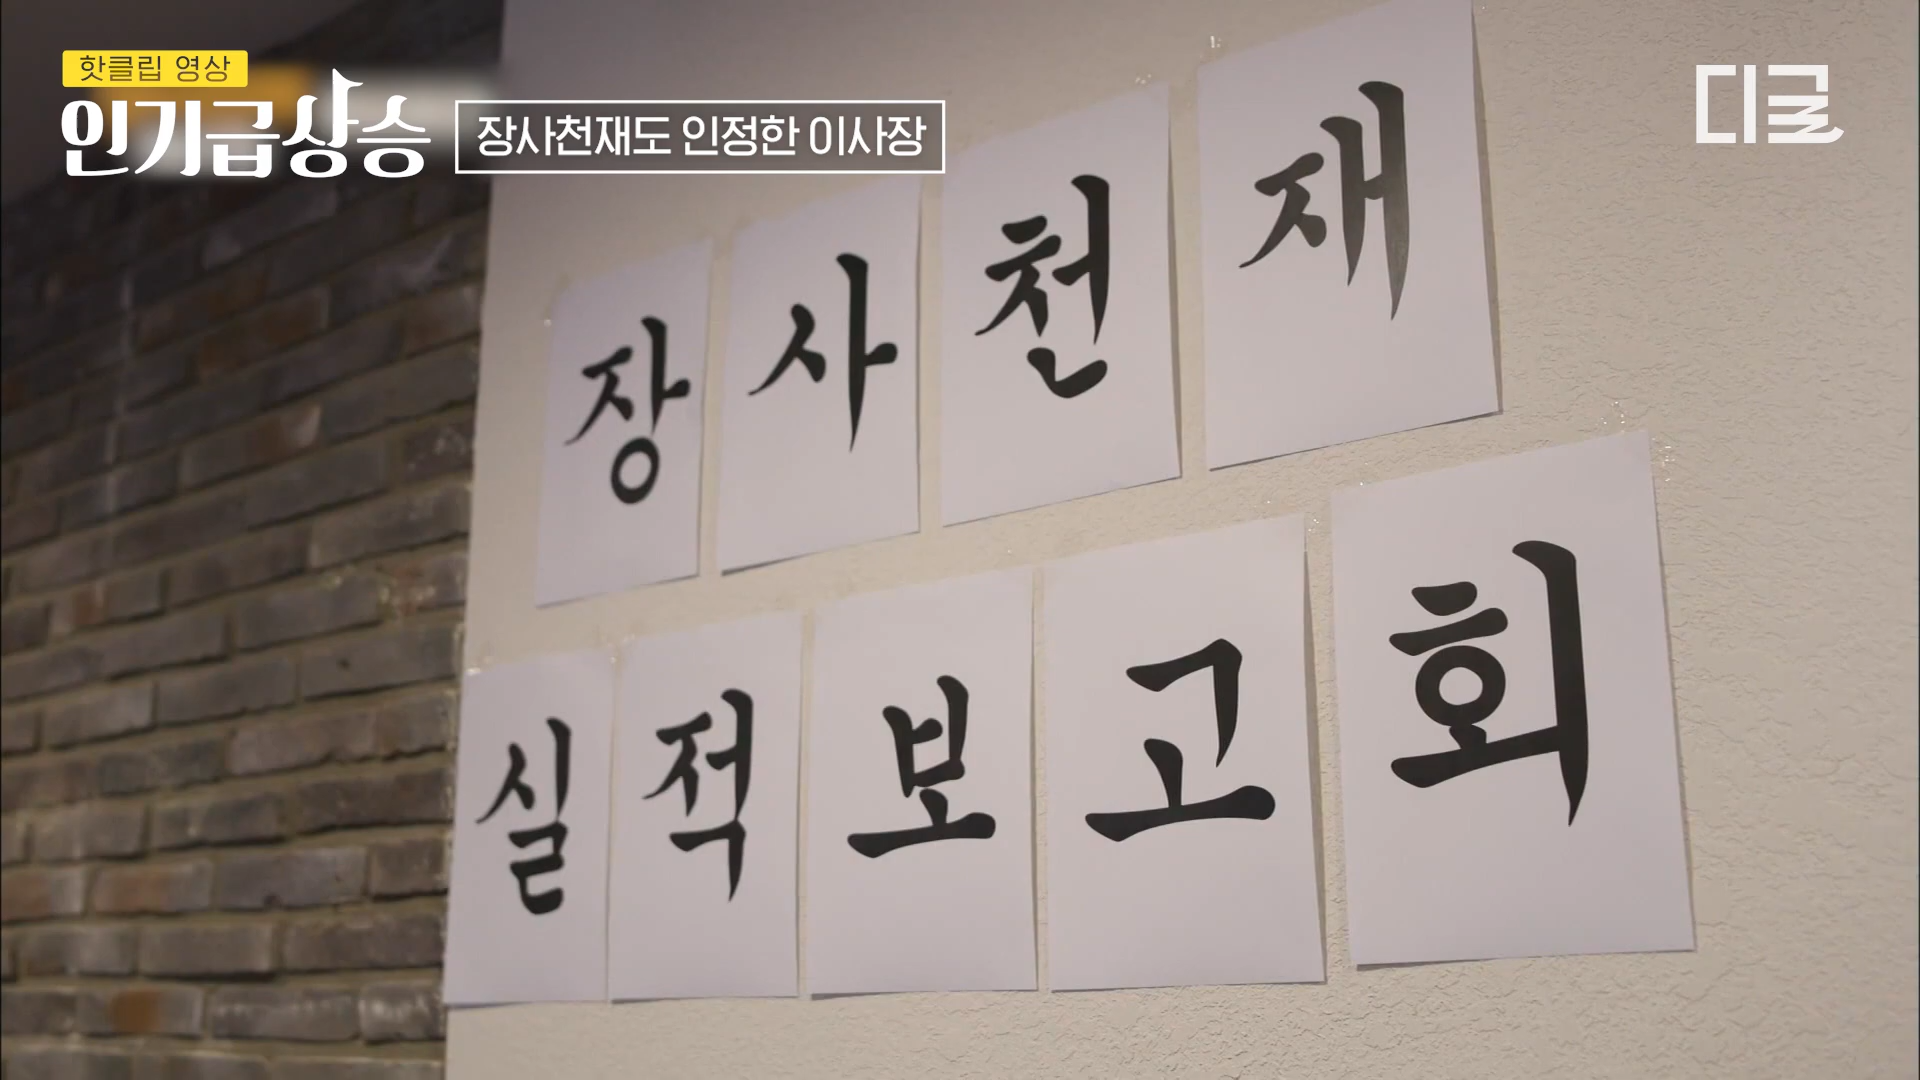 핫클립 영상
인기급상승
장사천재도 인정한 이사장
디글
장사천재
실적보고회